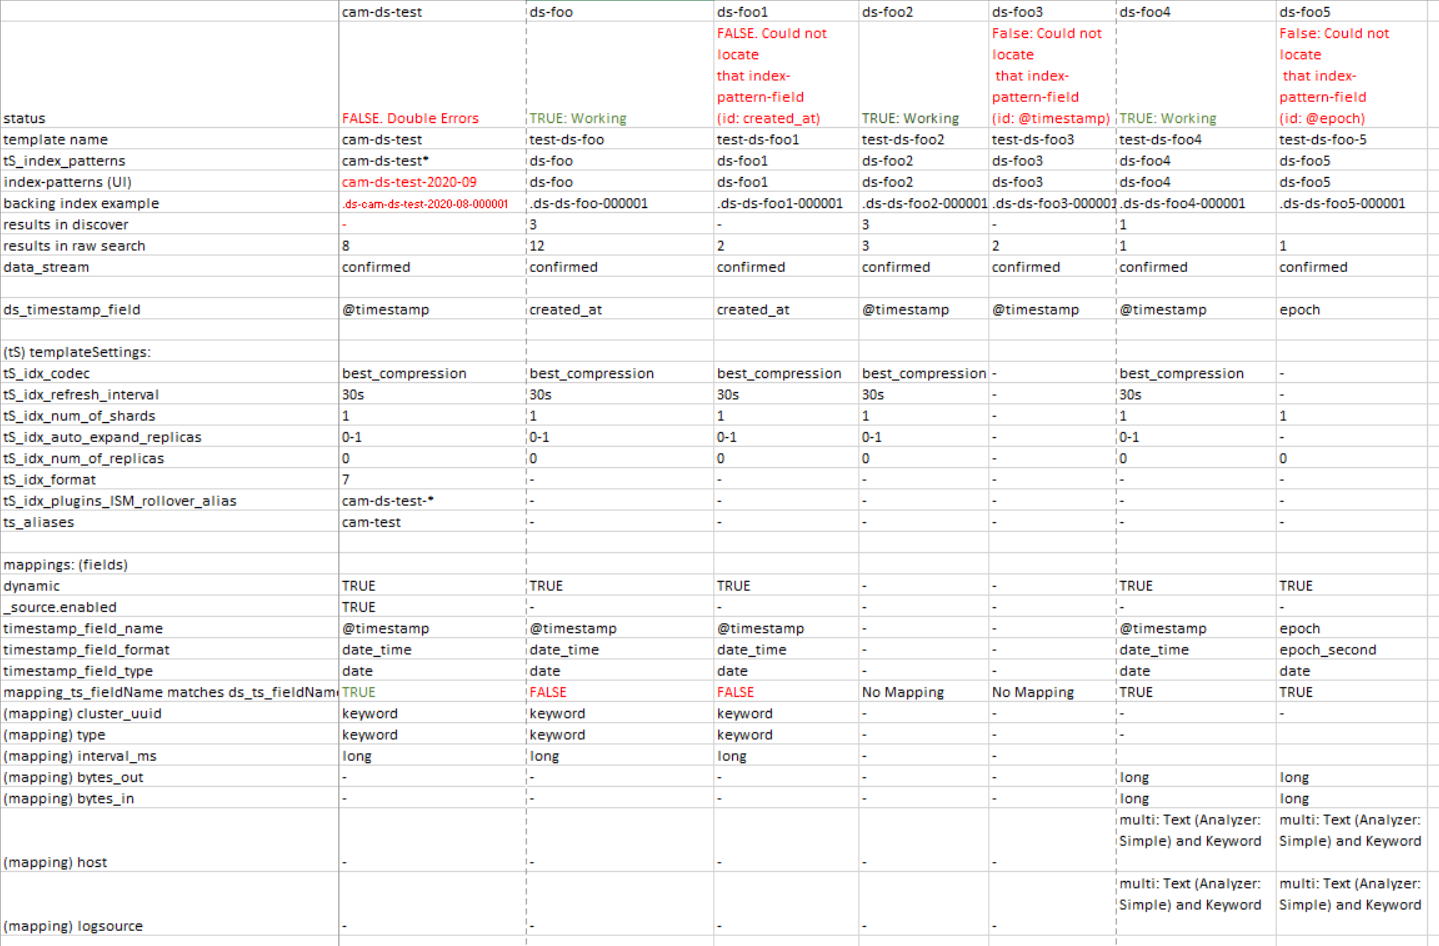 cam-ds-test ds-foo ds-foo1 ds-foo2 ds-foo3 ds-foo4 ds-foo5
FALSE. Could not False: Could not False: Could not
locate locate locate
that index- that index- that index-
pattern-field pattern-field pattern-field
status FALSE. Double Errors TRUE: Working (id: created_at) TRUE: Working (id: @timestamp) TRUE: Working (id: @epoch)
template name cam-ds-test test-ds-foo test-ds-foo1 test-ds-foo2 test-ds-foo3 test-ds-foo4 test-ds-foo-5
tS_index_patterns cam-ds-test* ds-foo ds-foo1 ds-foo2 ds-foo3 ds-foo4 ds-foo5
index-patterns (UI) cam-ds-test-2020-09 ds-foo ds-foo1 ds-foo2 ds-foo3 ds-foo4 ds-foo5
backing index example .ds-cam-ds-test-2020-08-000001 .ds-ds-foo-000001 .ds-ds-foo1-000001 .ds-ds-foo2-000001 .ds-ds-foo3-000001 .ds-ds-foo4-000001 .ds-ds-foo5-000001
results in discover - 3 - 3 - 1
results in raw search 8 12 2 3 2 1 1
data_stream confirmed confirmed confirmed confirmed confirmed confirmed confirmed
ds_timestamp_field @timestamp created_at created_at @timestamp @timestamp @timestamp epoch
(tS) templateSettings:
tS_idx_codec best_compression best_compression best_compression best_compression - best_compression -
tS_idx_refresh_interval 30s 30s 30s 30s - 30s -
tS_idx_num_of_shards 1 1 1 1 - 1 1
tS_idx_auto_expand_replicas 0-1 0-1 0-1 0-1 - 0-1 -
tS_idx_num_of_replicas 0 0 0 0 - 0 0
tS_idx_format 7 - - - - - -
tS_idx_plugins_ISM_rollover_alias cam-ds-test-* - - - - - -
ts_aliases cam-test - - - - - -
mappings: (fields)
dynamic TRUE TRUE TRUE - - TRUE TRUE
_source.enabled TRUE - - - - - -
timestamp_field_name @timestamp @timestamp @timestamp - - @timestamp epoch
timestamp_field_format date_time date_time date_time - - date_time epoch_second
timestamp_field_type date date date - - date date
mapping_ts_fieldName matches ds_ts_fieldName TRUE FALSE FALSE No Mapping No Mapping TRUE TRUE
(mapping) cluster_uuid keyword keyword keyword - - - -
(mapping) type keyword keyword keyword - - -
(mapping) interval_ms long long long - -
(mapping) bytes_out - - - - - long long
(mapping) bytes_in - - - - - long long
multi: Text (Analyzer: multi: Text (Analyzer:
Simple) and Keyword Simple) and Keyword
(mapping) host - - - - -
multi: Text (Analyzer: multi: Text (Analyzer:
Simple) and Keyword Simple) and Keyword
(mapping) logsource - - - - -